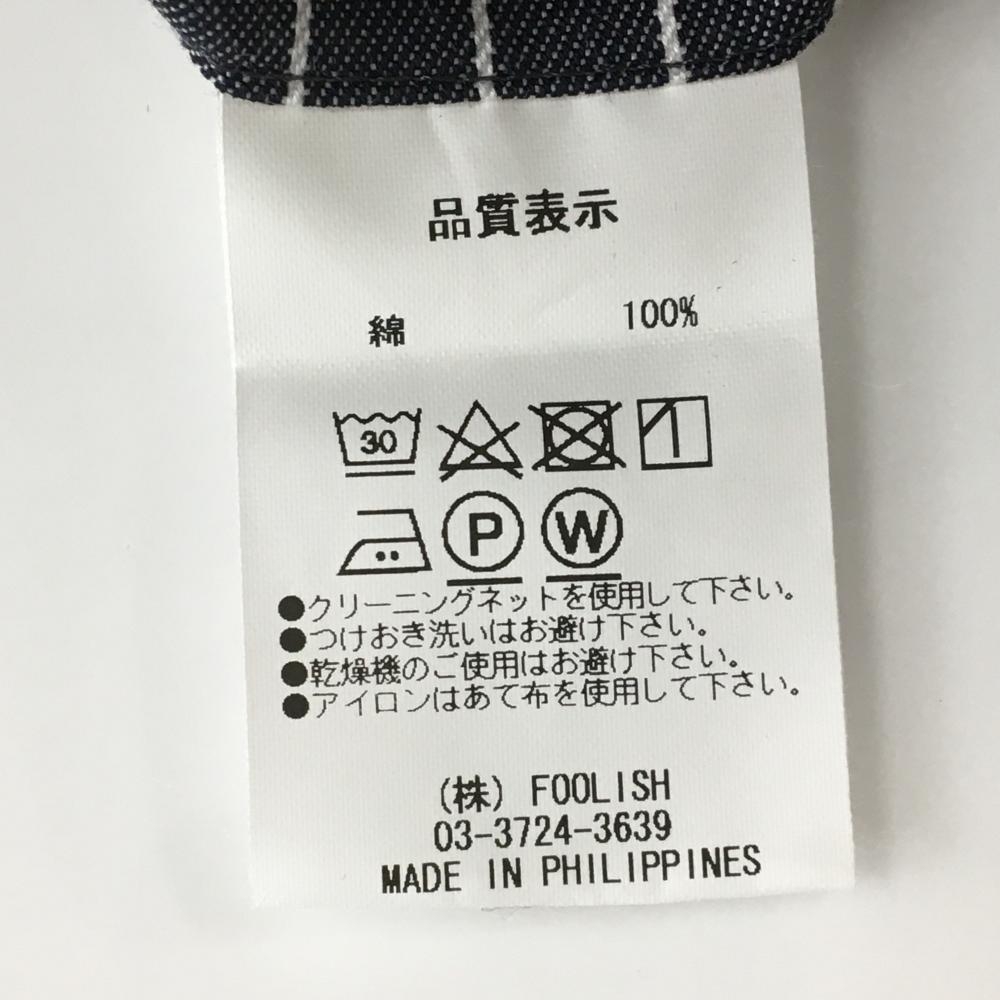 品質表示
綿 100%
30
P W
●クリーニングネットを使用して下さい。
●つけおき洗いはお避け下さい。
●乾燥機のご使用はお避け下さい。
●アイロンはあて布を使用して下さい。
(株) FOOLISH
03-3724-3639
MADE IN PHILIPPINES